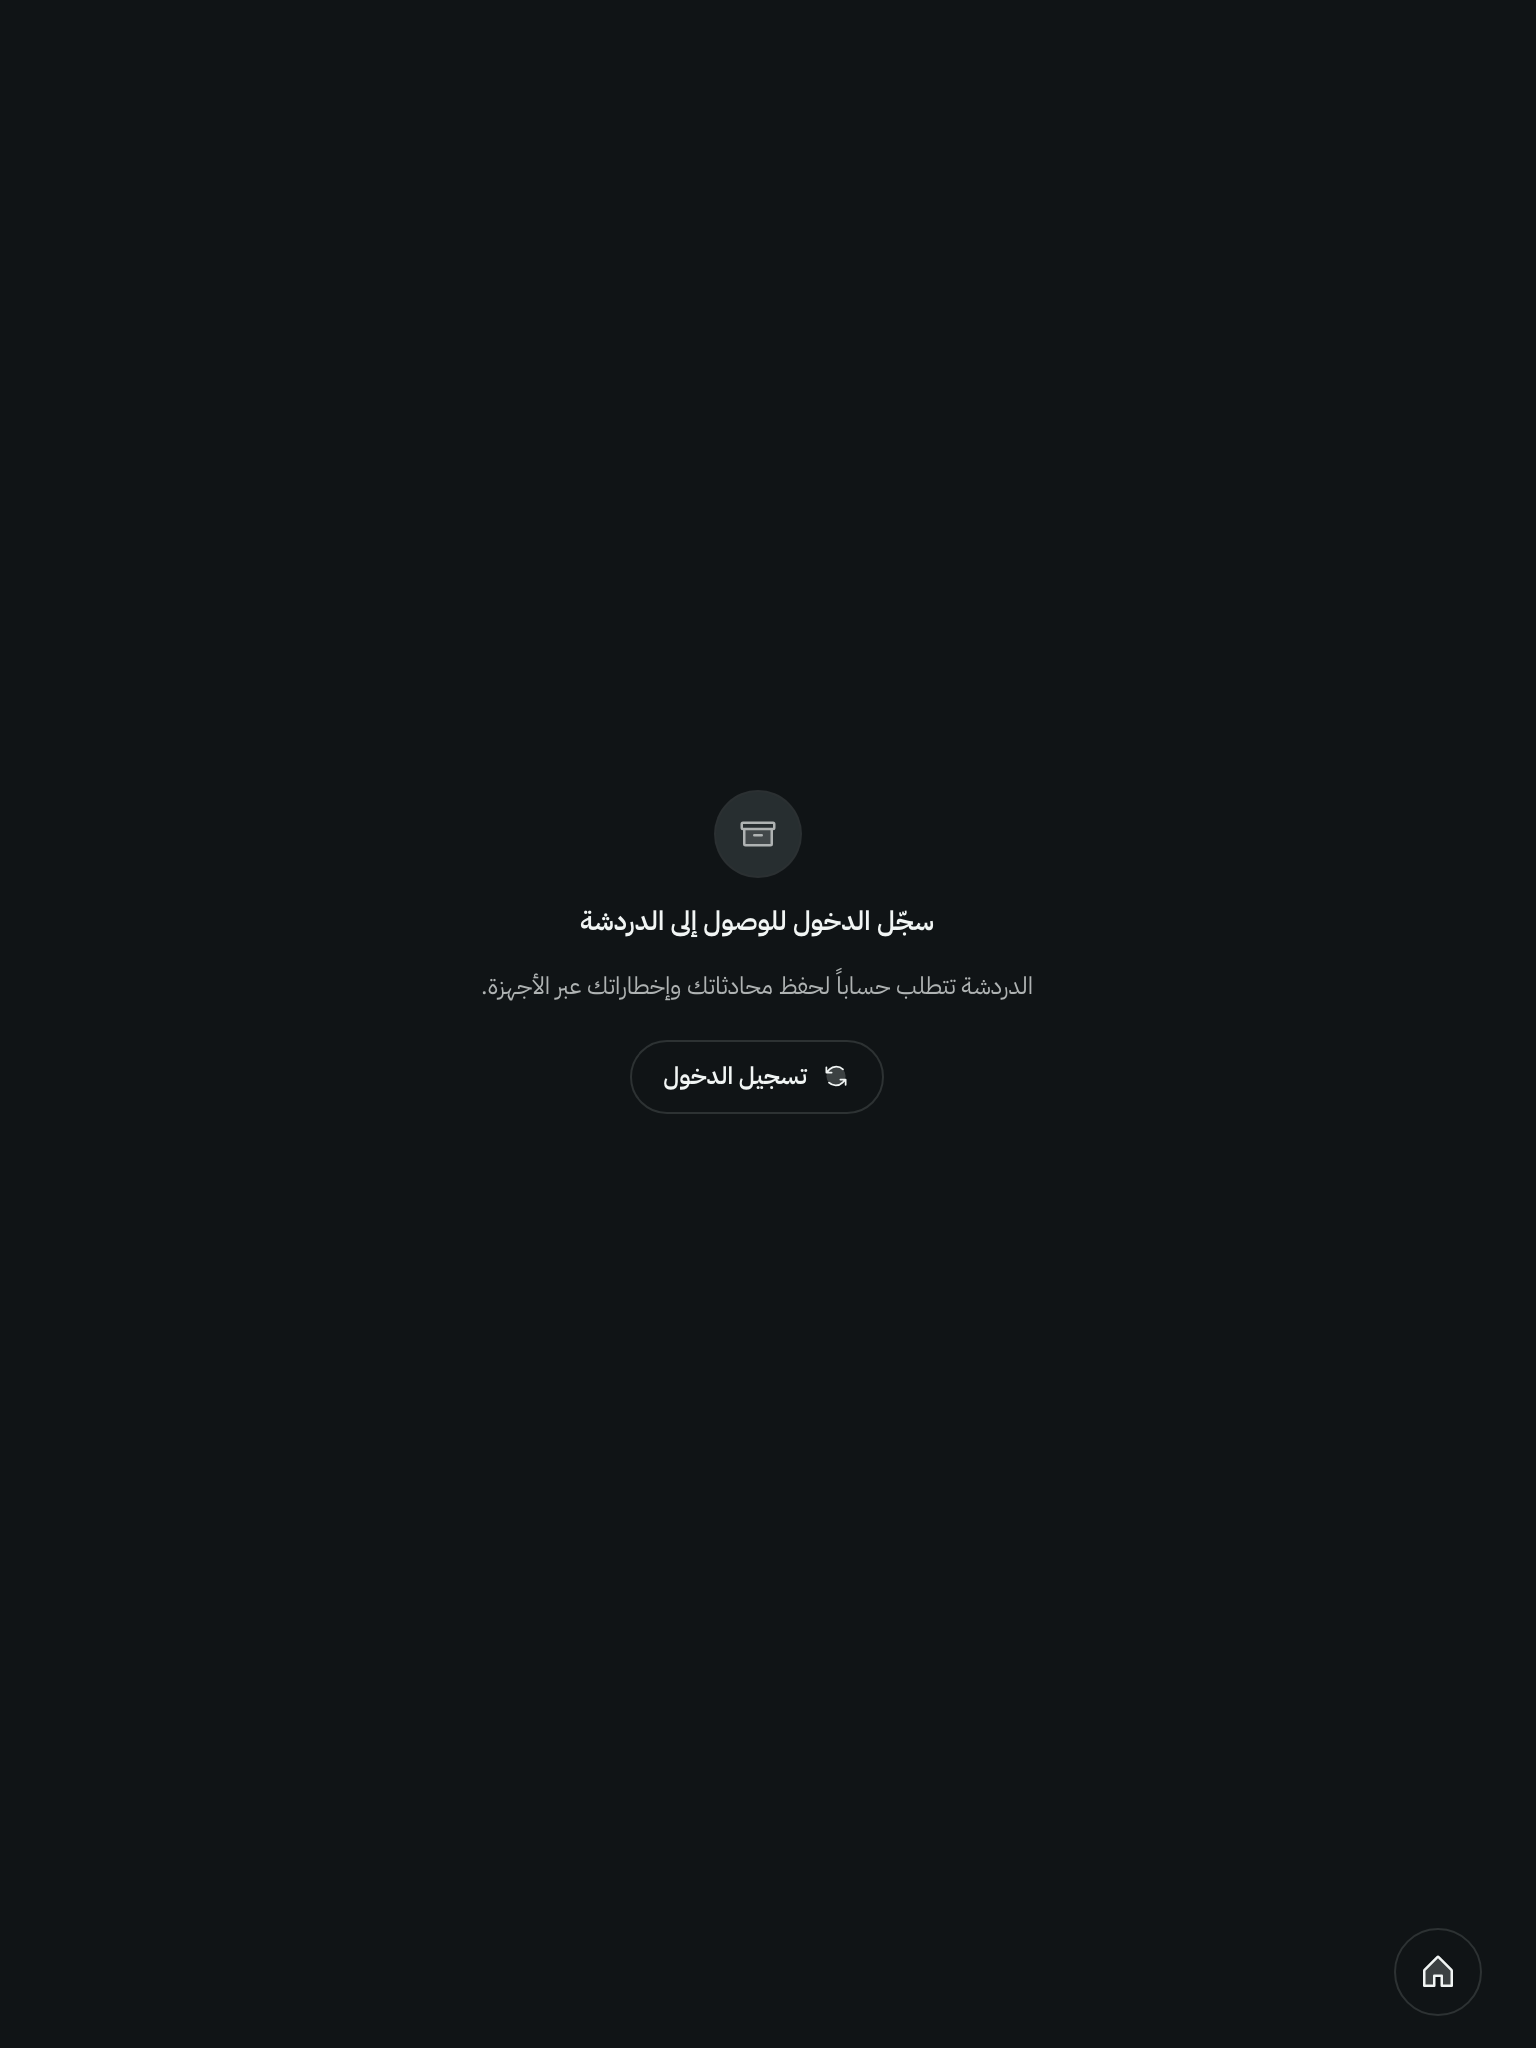 سجّل الدخول للوصول إلى الدردشة
الدردشة تتطلب حساباً لحفظ محادثاتك وإخطاراتك عبر الأجهزة.
تسجيل الدخول